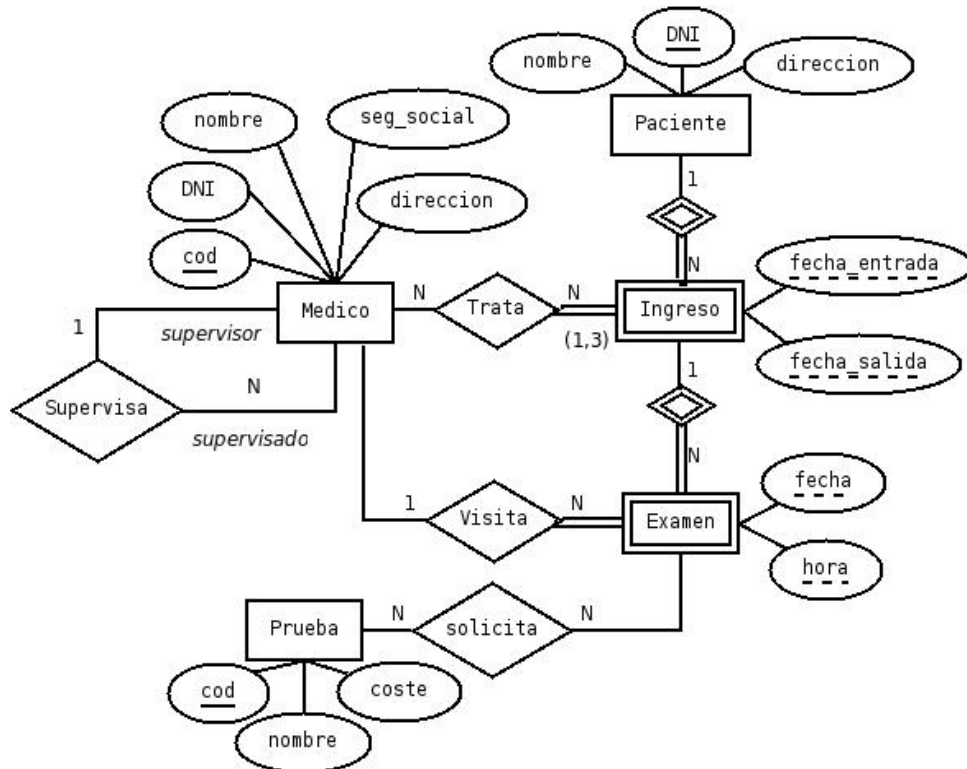 DNI
nombre
direccion
Paciente
nombre
seg_social
DNI
direccion
cod
1
N
fecha_entrada
Medico
N
Trata
N
Ingreso
(1,3)
fecha_salida
1
supervisor
Supervisa
N
supervisado
1
N
1
Visita
N
Examen
fecha
hora
Prueba
N
solicita
N
cod
coste
nombre